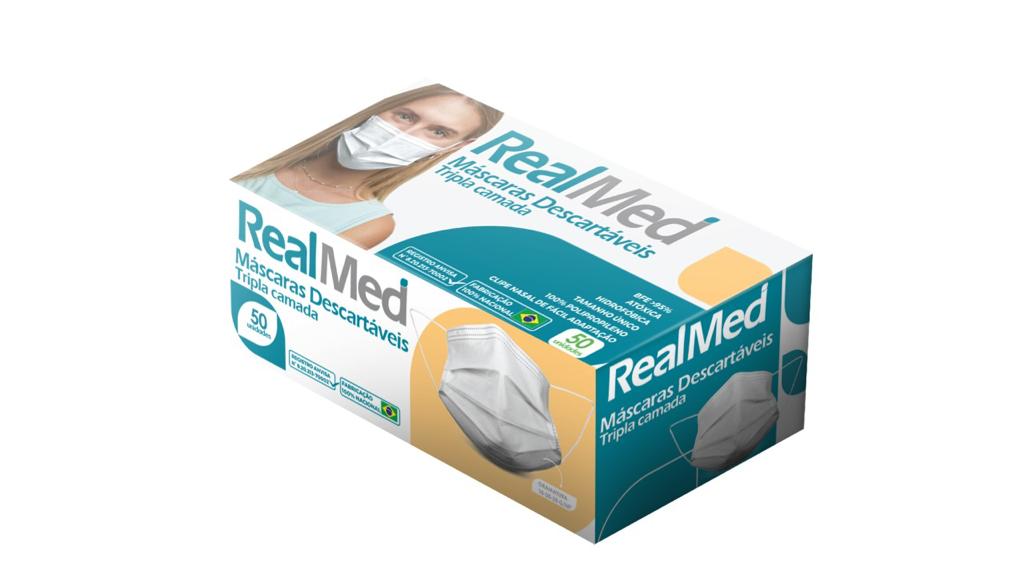 RealMed
Máscaras Descartáveis
Tripla camada
BFE >95%
ATÓXICA
HIDROFÓBICA
TAMANHO ÚNICO
100% POLIPROPILENO
CLIPE NASAL DE FÁCIL ADAPTAÇÃO
REGISTRO ANVISA
FABRICAÇÃO
100% NACIONAL
50
unidades
RealMed
Máscaras Descartáveis
Tripla camada
50
unidades
REGISTRO ANVISA
FABRICAÇÃO
100% NACIONAL
GRAMATURA
RealMed
Máscaras Descartáveis
Tripla camada